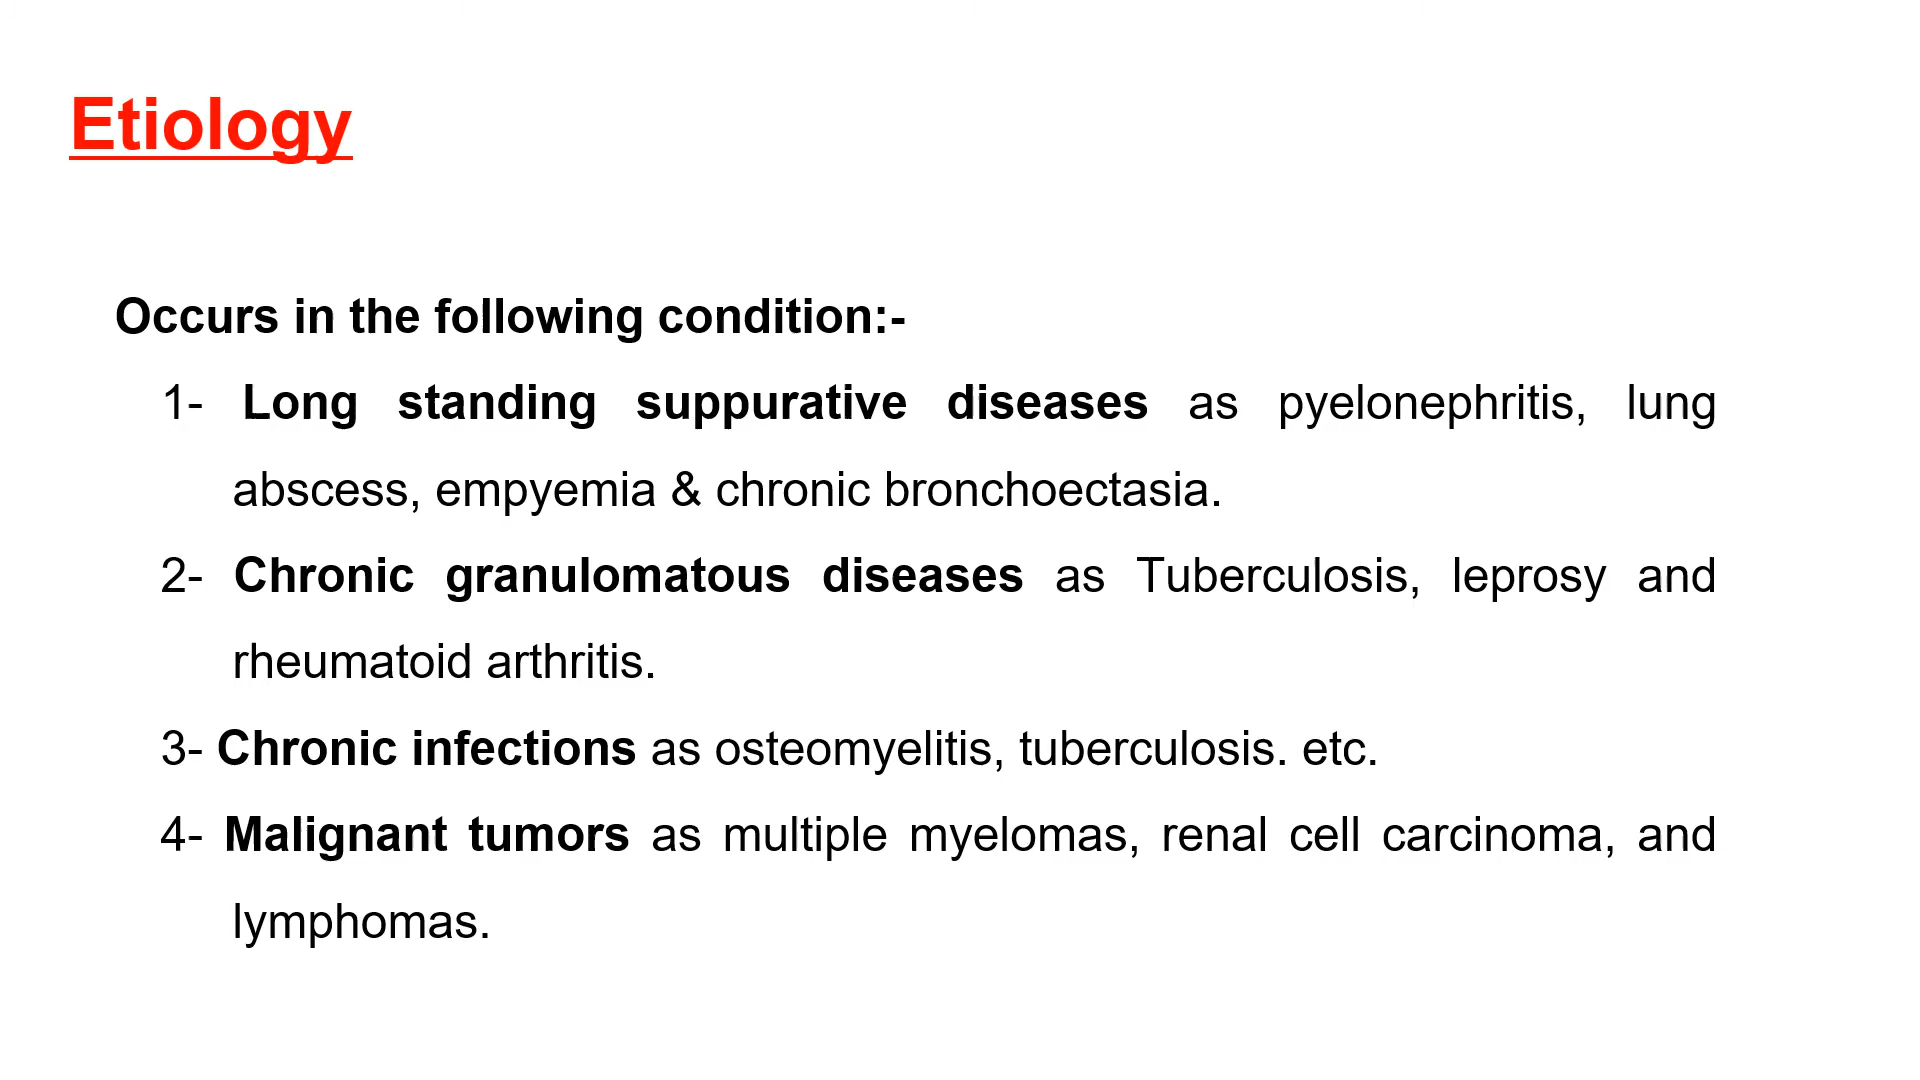 Etiology
Occurs in the following condition:-
1- Long standing suppurative diseases as pyelonephritis, lung
abscess, empyemia & chronic bronchoectasia.
2- Chronic granulomatous diseases as Tuberculosis, leprosy and
rheumatoid arthritis.
3- Chronic infections as osteomyelitis, tuberculosis. etc.
4- Malignant tumors as multiple myelomas, renal cell carcinoma, and
lymphomas.